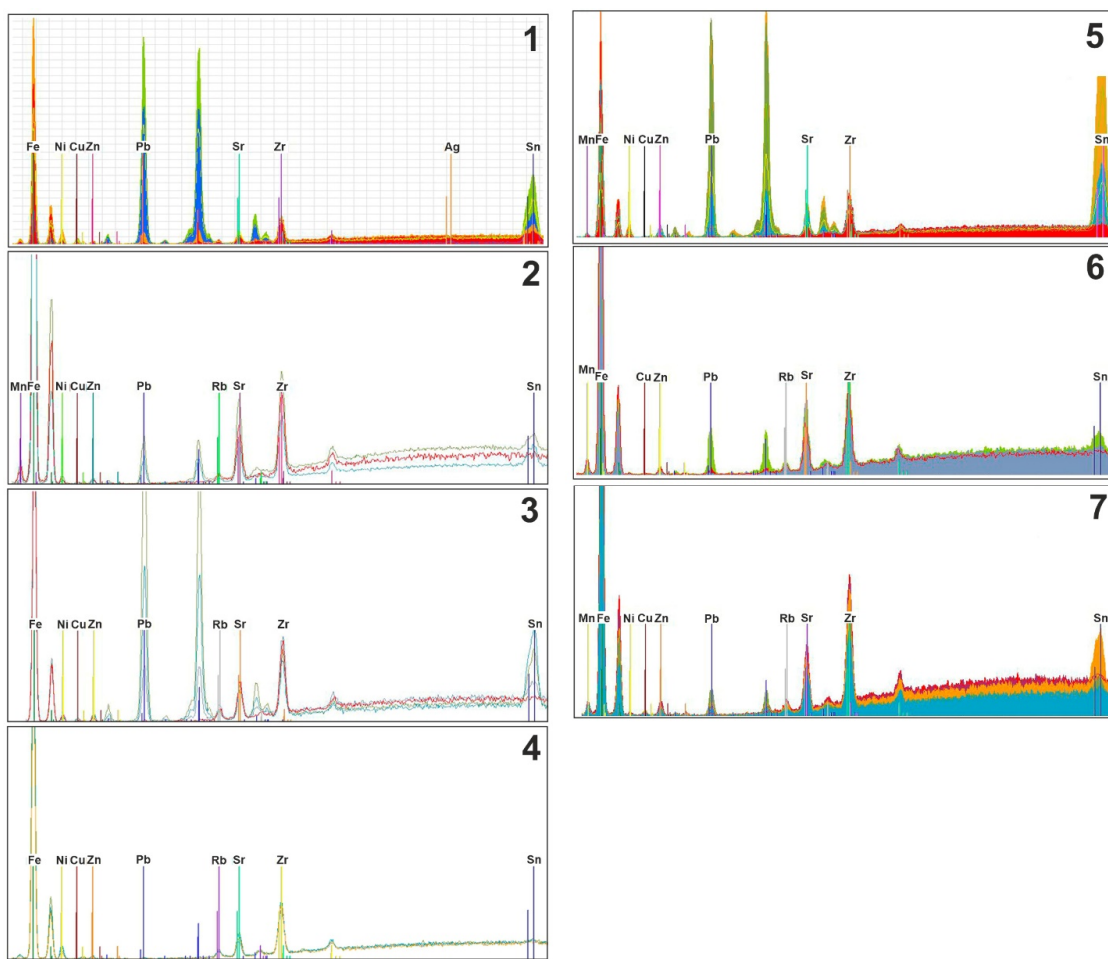 1
Fe Ni Cu Zn Pb Sr Zr Ag Sn
2
Mn Fe Ni Cu Zn Pb Rb Sr Zr Sn
3
Fe Ni Cu Zn Pb Rb Sr Zr Sn
4
Fe Ni Cu Zn Pb Rb Sr Zr Sn
5
Mn Fe Ni Cu Zn Pb Sr Zr Sn
6
Mn Fe Cu Zn Pb Rb Sr Zr Sn
7
Mn Fe Ni Cu Zn Pb Rb Sr Zr Sn